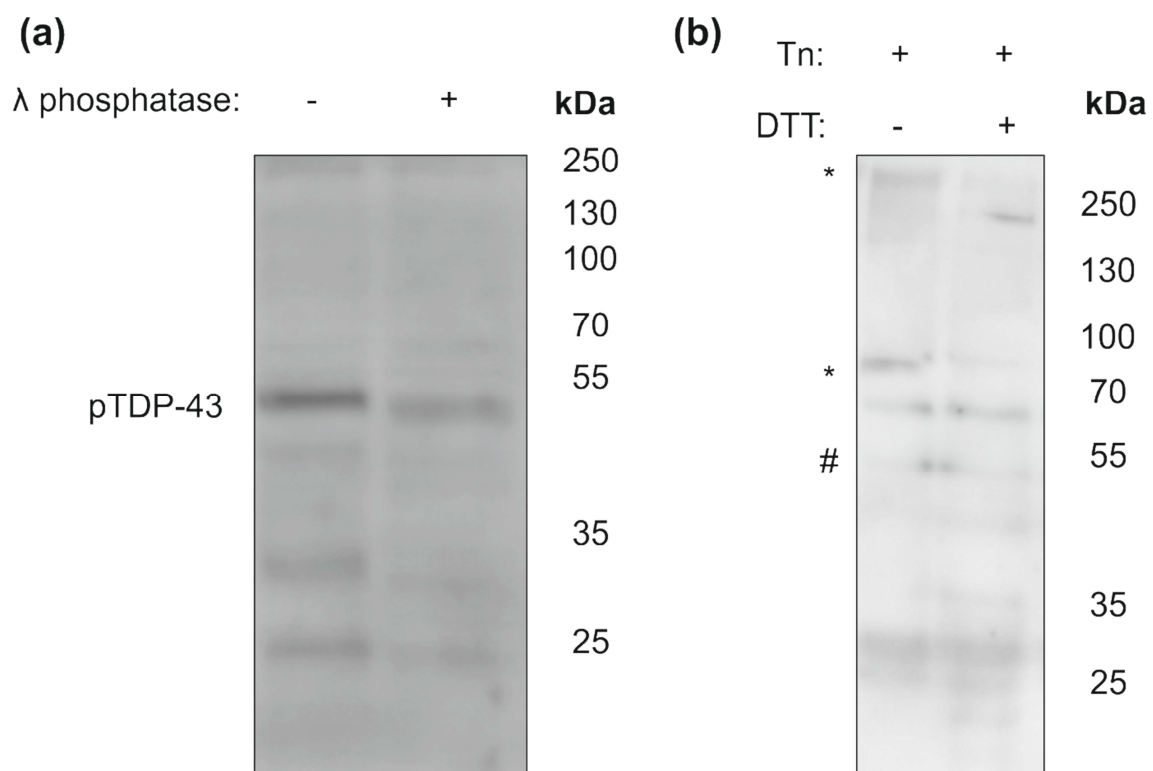 (a)
λ phosphatase: - +
kDa
250
130
100
70
55
pTDP-43
35
25
(b)
Tn: + +
DTT: - +
kDa
*
250
130
100
*
70
#
55
35
25